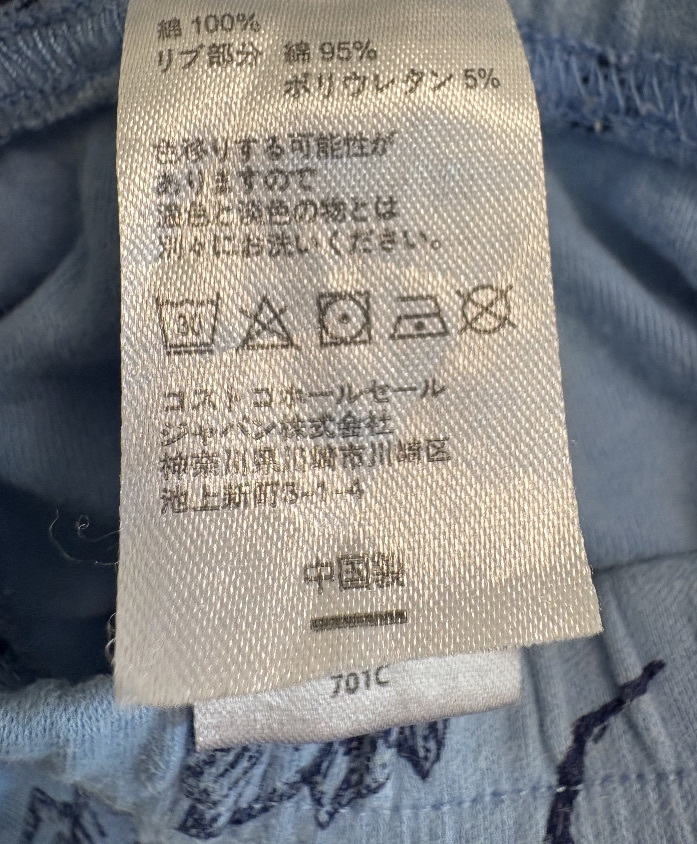 綿 100%
リブ部分 綿 95%
ポリウレタン 5%
色移りする可能性が
ありますので
濃色と淡色の物とは
別々にお洗いください。
30
コストコホールセール
ジャパン株式会社
神奈川県川崎市川崎区
池上新町3-1-4
中国製
701C